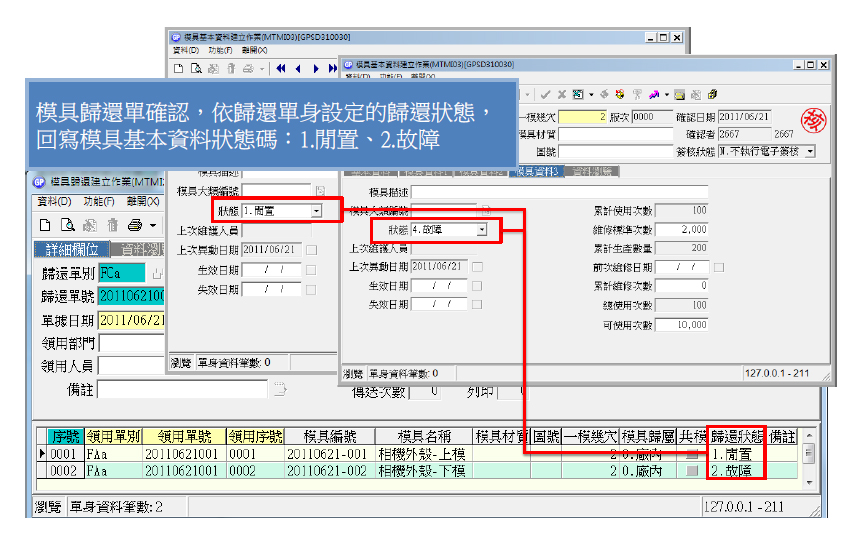 模具基本資料建立作業(MTMI03)[GPSD310030]
資料(D) 功能(F) 離開(X)
模具基本資料建立作業(MTMI03)[GPSD310030]
資料(D) 功能(F) 離開(X)
模具歸還單確認，依歸還單身設定的歸還狀態，
回寫模具基本資料狀態碼：1.閒置、2.故障
一模幾穴 2 版次 0000 確認日期 2011/06/21
模具材質 確認者 2667 2667
圖號 簽核狀態 N.不執行電子簽核
模具資料3 資料瀏覽
模具描述
模具大類編號
狀態 1.閒置
上次維護人員
上次異動日期 2011/06/21
生效日期 / /
失效日期 / /
瀏覽 單身資料筆數: 0
模具描述
模具大類編號
狀態 4.故障
上次維護人員
上次異動日期 2011/06/21
生效日期 / /
失效日期 / /
累計使用次數 100
維修標準次數 2,000
累計生產數量 200
前次維修日期 / /
累計維修次數 0
總使用次數 100
可使用次數 10,000
瀏覽 單身資料筆數: 0 127.0.0.1 - 211
模具歸還建立作業(MTMI
資料(D) 功能(F) 離開(X)
詳細欄位 資料瀏覽
歸還單別 FCa
歸還單號 201106210
單據日期 2011/06/21
領用部門
領用人員
備註
傳送次數 0 列印 0
序號 領用單別 領用單號 領用序號 模具編號 模具名稱 模具材質 圖號 一模幾穴 模具歸屬 共模 歸還狀態 備註
0001 FAa 20110621001 0001 20110621-001 相機外殼-上模 2 0.廠內 1.閒置
0002 FAa 20110621001 0002 20110621-002 相機外殼-下模 2 0.廠內 2.故障
瀏覽 單身資料筆數: 2 127.0.0.1 - 211